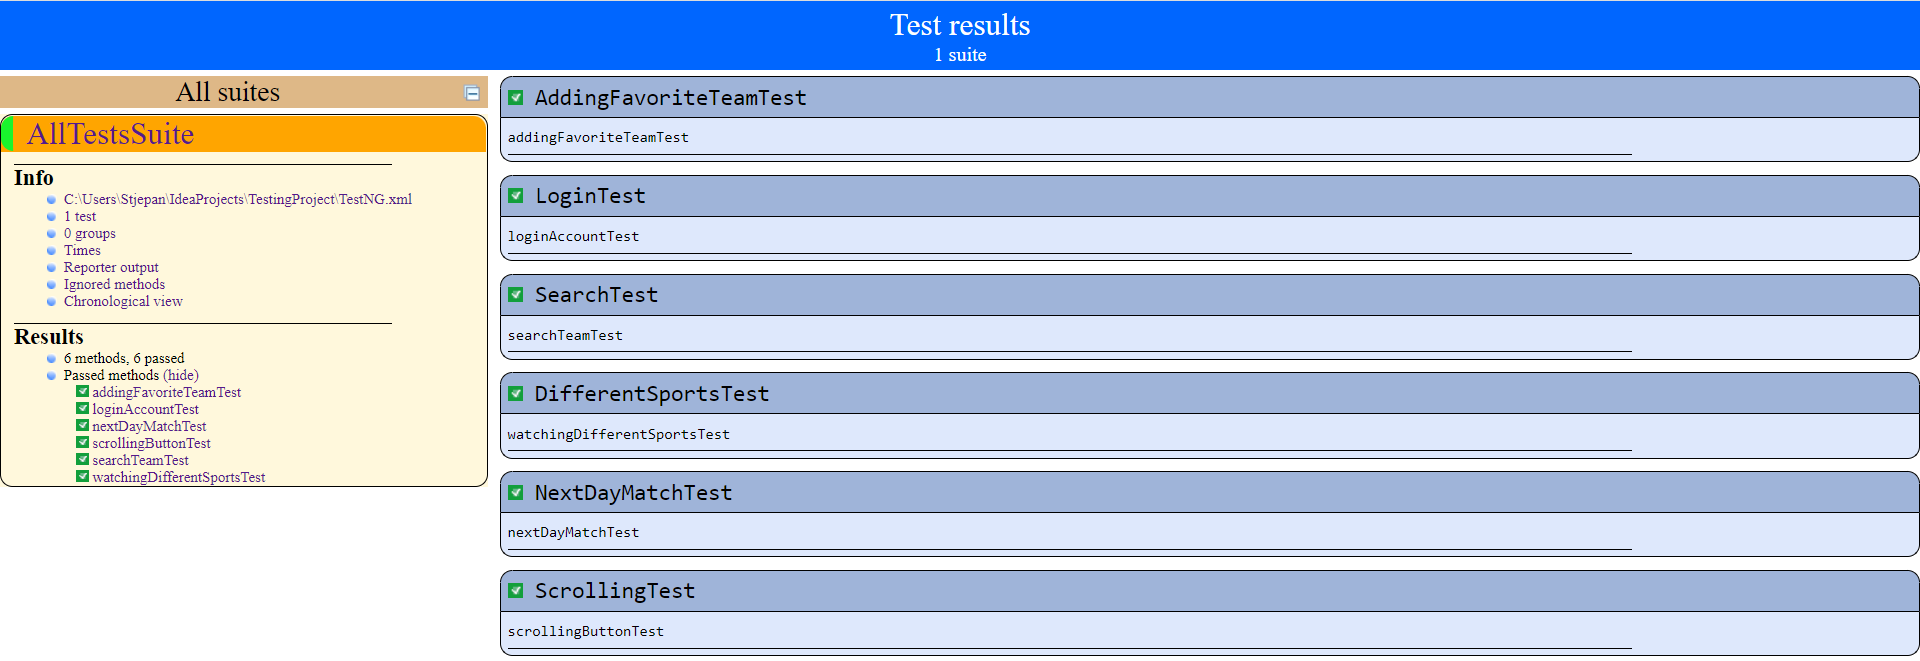 Test results
1 suite
All suites
AllTestsSuite
Info
C:\Users\Stjepan\IdeaProjects\TestingProject\TestNG.xml
1 test
0 groups
Times
Reporter output
Ignored methods
Chronological view
Results
6 methods, 6 passed
Passed methods (hide)
addingFavoriteTeamTest
loginAccountTest
nextDayMatchTest
scrollingButtonTest
searchTeamTest
watchingDifferentSportsTest
AddingFavoriteTeamTest
addingFavoriteTeamTest
LoginTest
loginAccountTest
SearchTest
searchTeamTest
DifferentSportsTest
watchingDifferentSportsTest
NextDayMatchTest
nextDayMatchTest
ScrollingTest
scrollingButtonTest